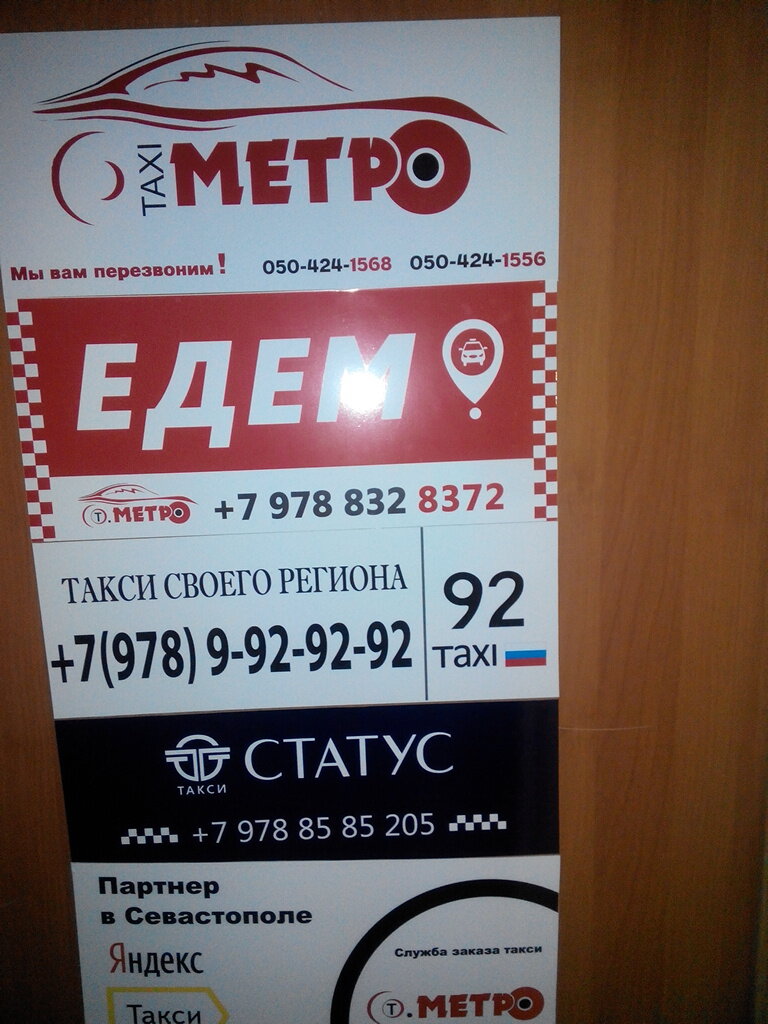 TAXI МЕТРО
Мы вам перезвоним! 050-424-1568 050-424-1556
ЕДЕМ
Т.МЕТРО +7 978 832 8372
ТАКСИ СВОЕГО РЕГИОНА
+7(978) 9-92-92-92
92
тaxi
СТАТУС
ТАКСИ
+7 978 85 85 205
Партнер
в Севастополе
Яндекс
Такси
Служба заказа такси
Т.МЕТРО